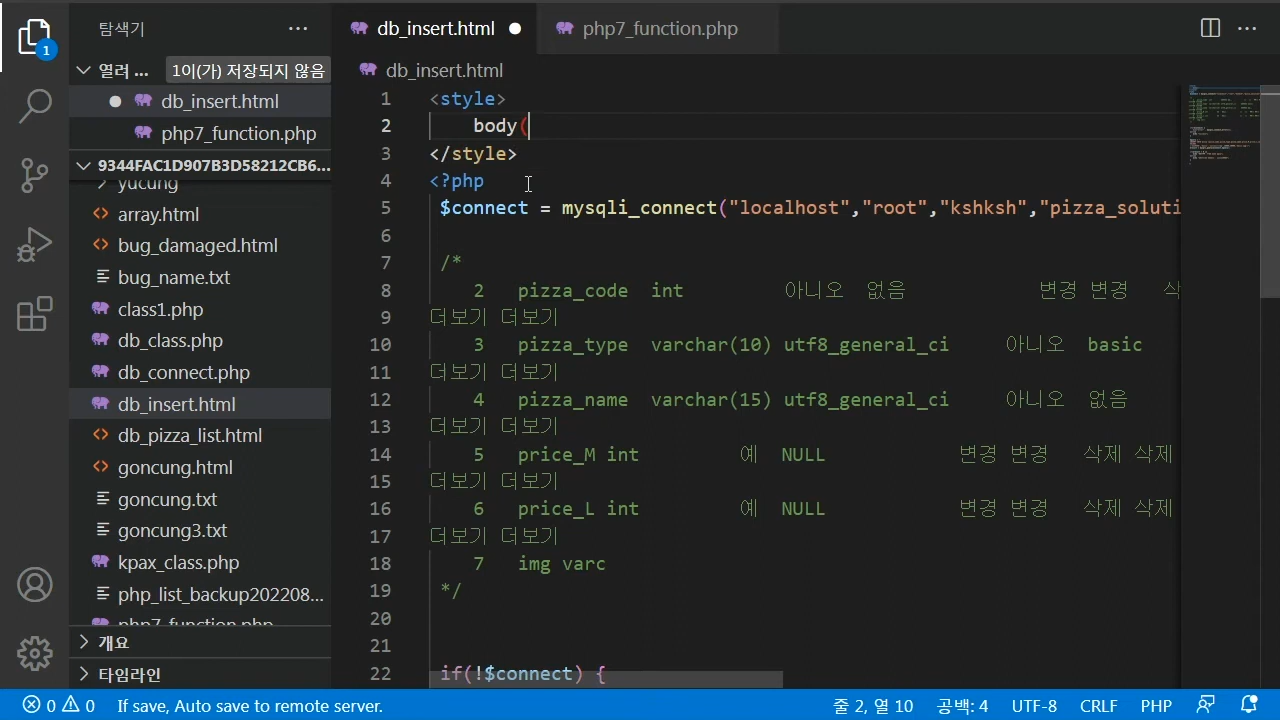 탐색기
열려 ...
1이(가) 저장되지 않음
db_insert.html
php7_function.php
9344FAC1D907B3D58212CB6...
yucung
array.html
bug_damaged.html
bug_name.txt
class1.php
db_class.php
db_connect.php
db_insert.html
db_pizza_list.html
goncung.html
goncung.txt
goncung3.txt
kpax_class.php
php_list_backup202208...
php7_function.php
개요
타임라인
1
db_insert.html
php7_function.php
db_insert.html
1 <style>
2 body(
3 </style>
4 <?php
5 $connect = mysqli_connect("localhost","root","kshksh","pizza_soluti
6
7 /*
8 2 pizza_code int 아니오 없음 변경 변경 삭
9 더보기 더보기
10 3 pizza_type varchar(10) utf8_general_ci 아니오 basic
11 더보기 더보기
12 4 pizza_name varchar(15) utf8_general_ci 아니오 없음
13 더보기 더보기
14 5 price_M int 예 NULL 변경 변경 삭제 삭제
15 더보기 더보기
16 6 price_L int 예 NULL 변경 변경 삭제 삭제
17 더보기 더보기
18 7 img varc
19 */
20
21
22 if(!$connect) {
0 0 If save, Auto save to remote server. 줄 2, 열 10 공백: 4 UTF-8 CRLF PHP